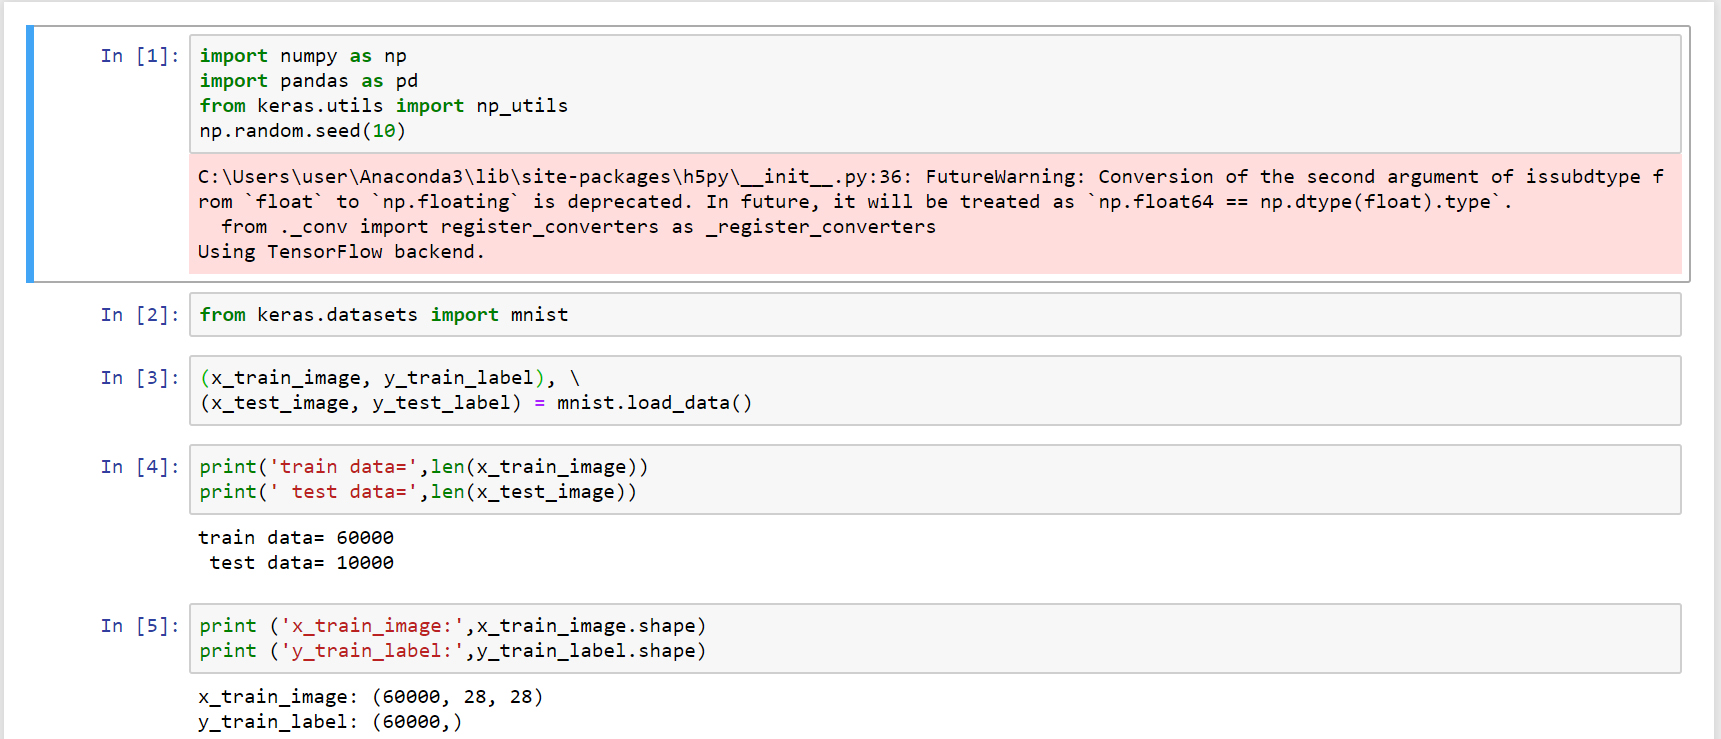 In [1]: import numpy as np
import pandas as pd
from keras.utils import np_utils
np.random.seed(10)
C:\Users\user\Anaconda3\lib\site-packages\h5py\__init__.py:36: FutureWarning: Conversion of the second argument of issubdtype f
rom `float` to `np.floating` is deprecated. In future, it will be treated as `np.float64 == np.dtype(float).type`.
  from ._conv import register_converters as _register_converters
Using TensorFlow backend.
In [2]: from keras.datasets import mnist
In [3]: (x_train_image, y_train_label), \
(x_test_image, y_test_label) = mnist.load_data()
In [4]: print('train data=',len(x_train_image))
print(' test data=',len(x_test_image))
train data= 60000
 test data= 10000
In [5]: print ('x_train_image:',x_train_image.shape)
print ('y_train_label:',y_train_label.shape)
x_train_image: (60000, 28, 28)
y_train_label: (60000,)